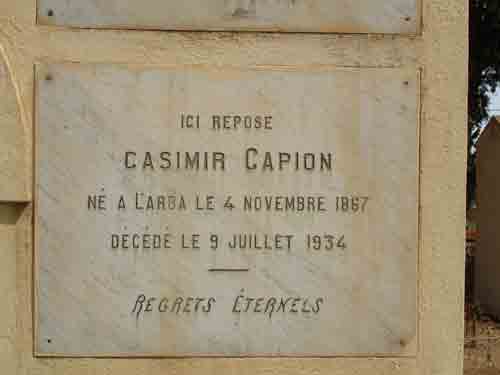 ICI REPOSE
CASIMIR CAPION
NÉ A L'ARBA LE 4 NOVEMBRE 1867
DÉCÉDÉ LE 9 JUILLET 1934
REGRETS ÉTERNELS